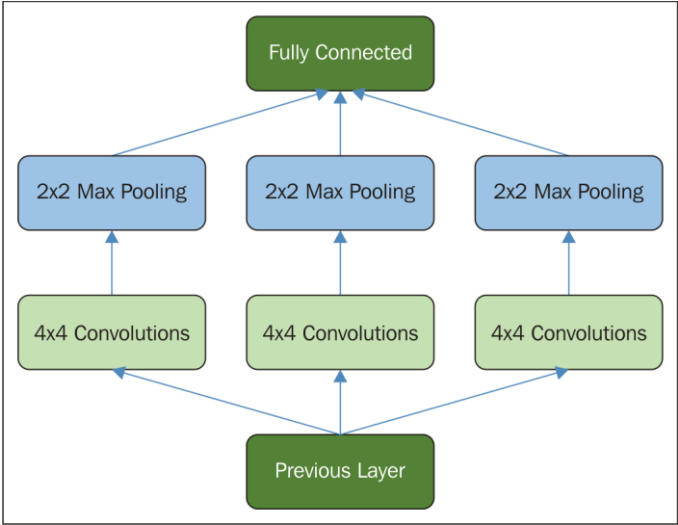 Fully Connected
2x2 Max Pooling
2x2 Max Pooling
2x2 Max Pooling
4x4 Convolutions
4x4 Convolutions
4x4 Convolutions
Previous Layer